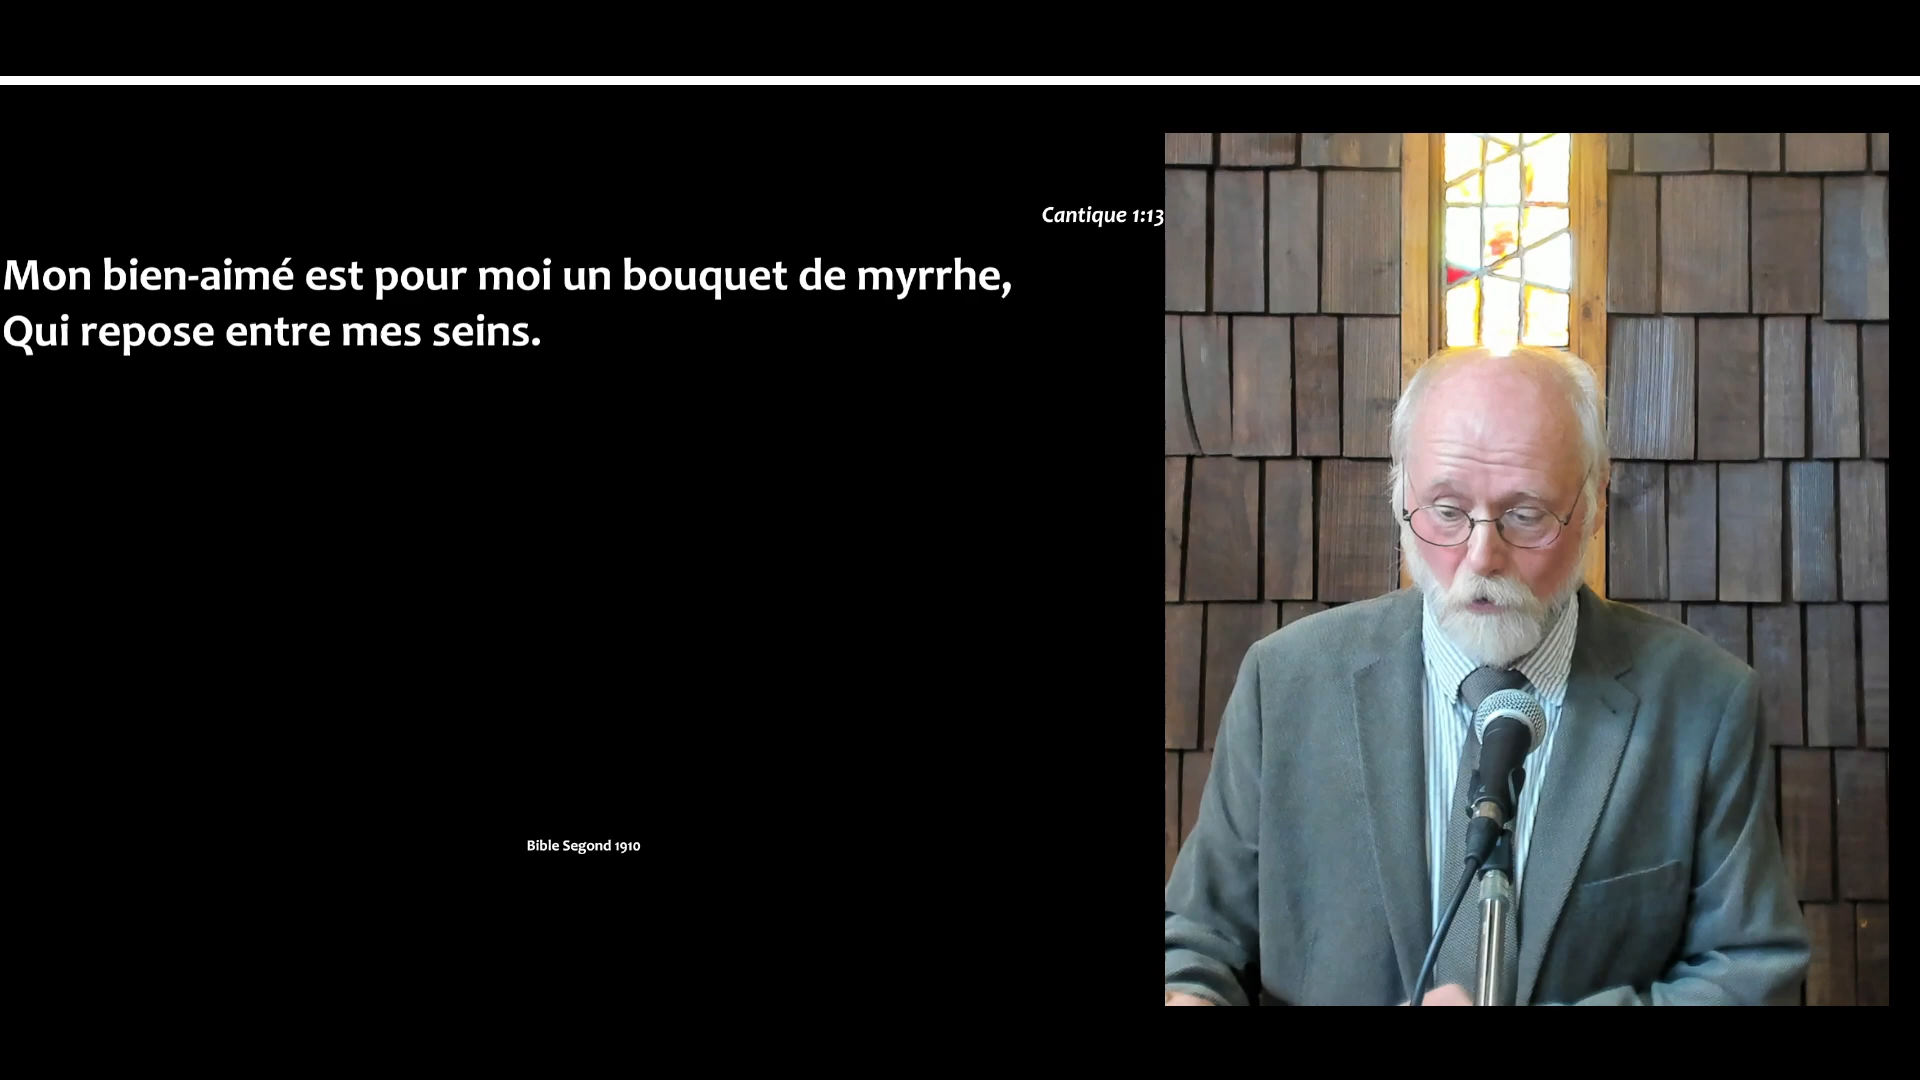 Cantique 1:13
Mon bien-aimé est pour moi un bouquet de myrrhe,
Qui repose entre mes seins.
Bible Segond 1910